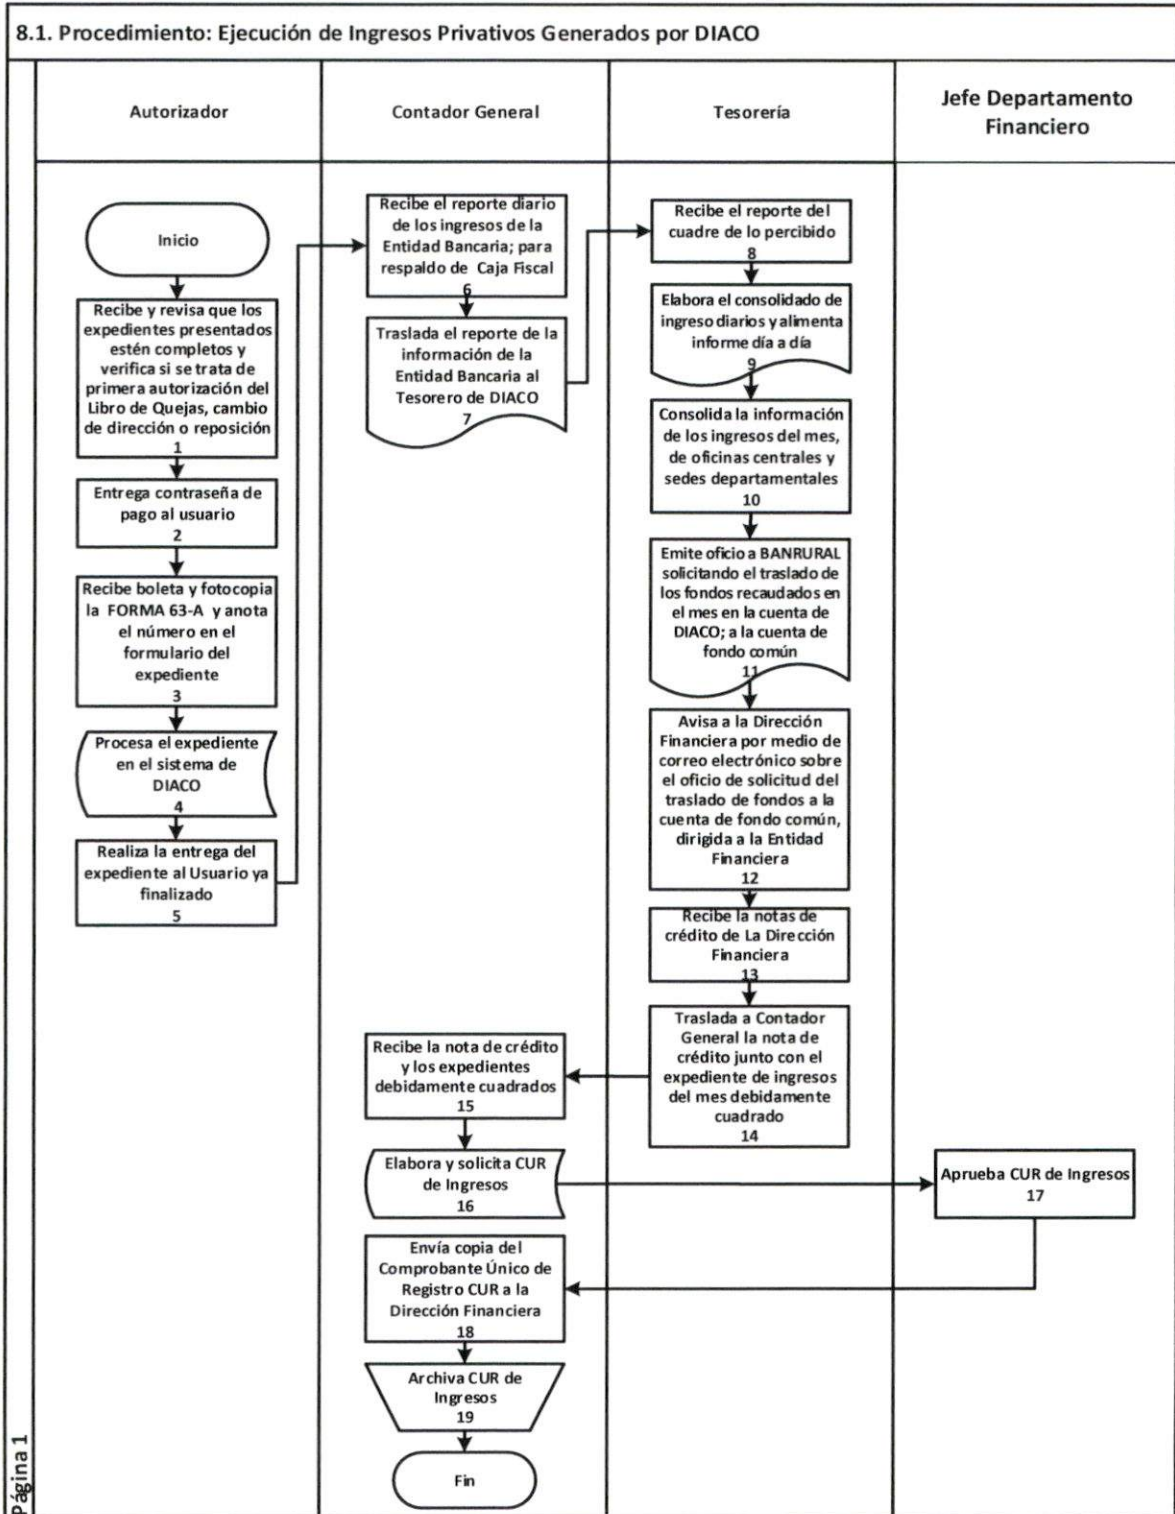 8.1. Procedimiento: Ejecución de Ingresos Privativos Generados por DIACO
Autorizador
Contador General
Tesorería
Jefe Departamento
Financiero
Inicio
Recibe y revisa que los
expedientes presentados
estén completos y
verifica si se trata de
primera autorización del
Libro de Quejas, cambio
de dirección o reposición
1
Entrega contraseña de
pago al usuario
2
Recibe boleta y fotocopia
la FORMA 63-A y anota
el número en el
formulario del
expediente
3
Procesa el expediente
en el sistema de
DIACO
4
Realiza la entrega del
expediente al Usuario ya
finalizado
5
Recibe el reporte diario
de los ingresos de la
Entidad Bancaria; para
respaldo de Caja Fiscal
6
Traslada el reporte de la
información de la
Entidad Bancaria al
Tesorero de DIACO
7
Recibe el reporte del
cuadre de lo percibido
8
Elabora el consolidado de
ingreso diarios y alimenta
informe día a día
9
Consolida la información
de los ingresos del mes,
de oficinas centrales y
sedes departamentales
10
Emite oficio a BANRURAL
solicitando el traslado de
los fondos recaudados en
el mes en la cuenta de
DIACO; a la cuenta de
fondo común
11
Avisa a la Dirección
Financiera por medio de
correo electrónico sobre
el oficio de solicitud del
traslado de fondos a la
cuenta de fondo común,
dirigida a la Entidad
Financiera
12
Recibe la notas de
crédito de La Dirección
Financiera
13
Traslada a Contador
General la nota de
crédito junto con el
expediente de ingresos
del mes debidamente
cuadrado
14
Recibe la nota de crédito
y los expedientes
debidamente cuadrados
15
Elabora y solicita CUR
de Ingresos
16
Aprueba CUR de Ingresos
17
Envía copia del
Comprobante Único de
Registro CUR a la
Dirección Financiera
18
Archiva CUR de
Ingresos
19
Fin
Página 1